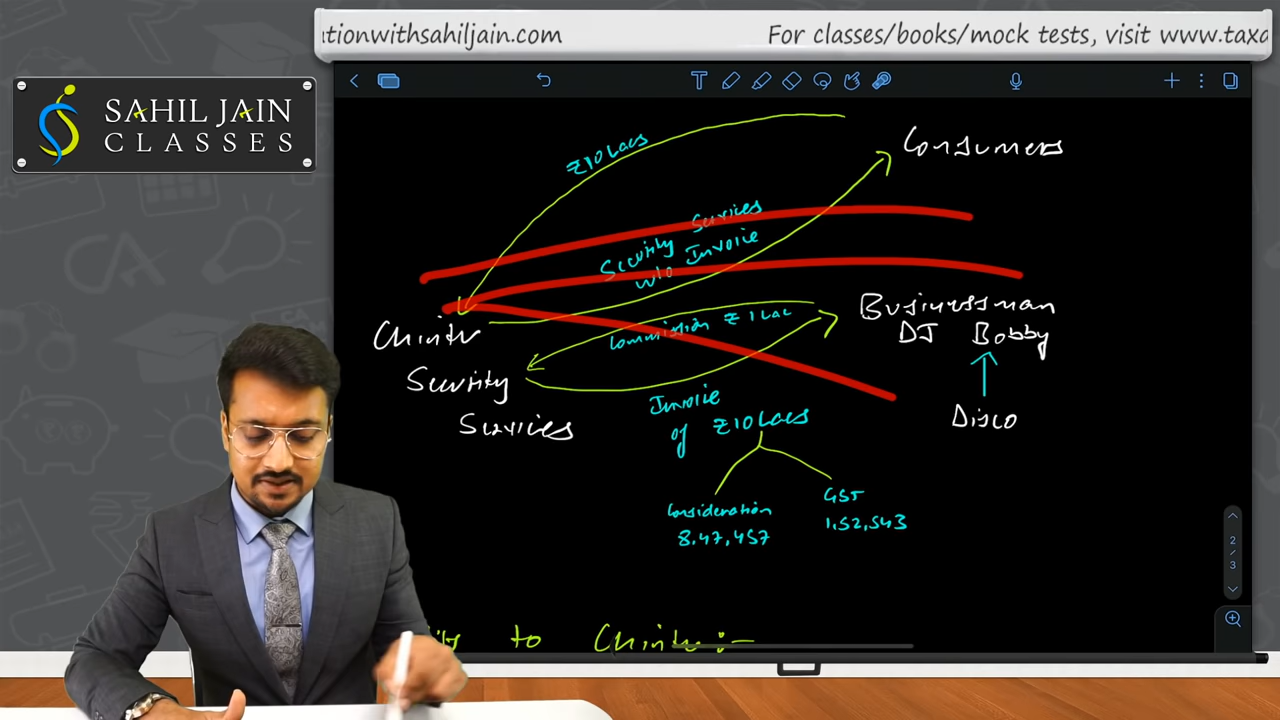 tionwithsahiljain.com
For classes/books/mock tests, visit www.taxa
SAHIL JAIN
CLASSES
T
Consumers
₹10 Lacs
Security Services
w/o Invoice
Chintu
Security
Services
Commission ₹1 Lac
Businessman
DJ Bobby
Disco
Invoice
of ₹10 Lacs
Consideration
8,47,457
GST
1,52,543
2
/
3
to Chintu :-